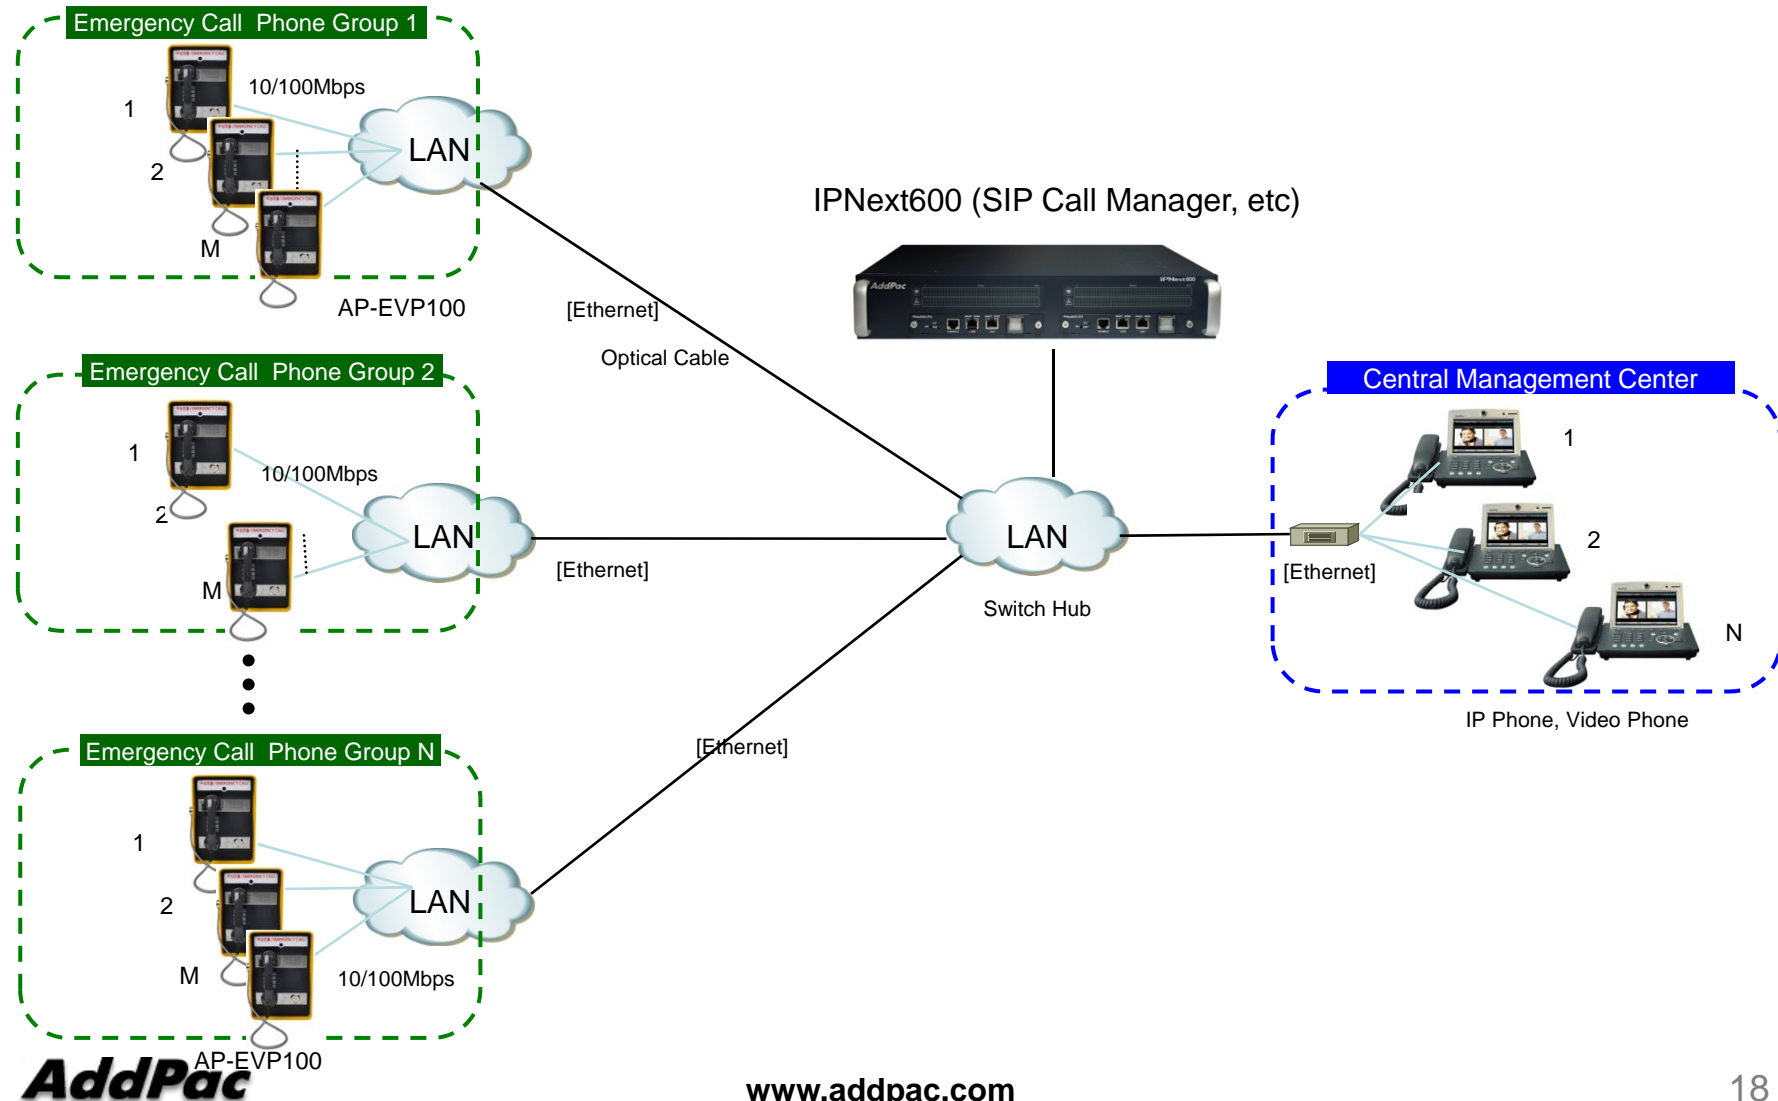 Emergency Call  Phone Group 1
1
10/100Mbps
LAN
2
M
AP-EVP100
[Ethernet]
Optical Cable
IPNext600 (SIP Call Manager, etc)
AddPac
IPNext600
Emergency Call  Phone Group 2
1
10/100Mbps
2
LAN
M
[Ethernet]
LAN
Switch Hub
Central Management Center
1
2
[Ethernet]
N
IP Phone, Video Phone
Emergency Call  Phone Group N
1
2
LAN
M
10/100Mbps
AP-EVP100
[Ethernet]
AddPac
www.addpac.com
18